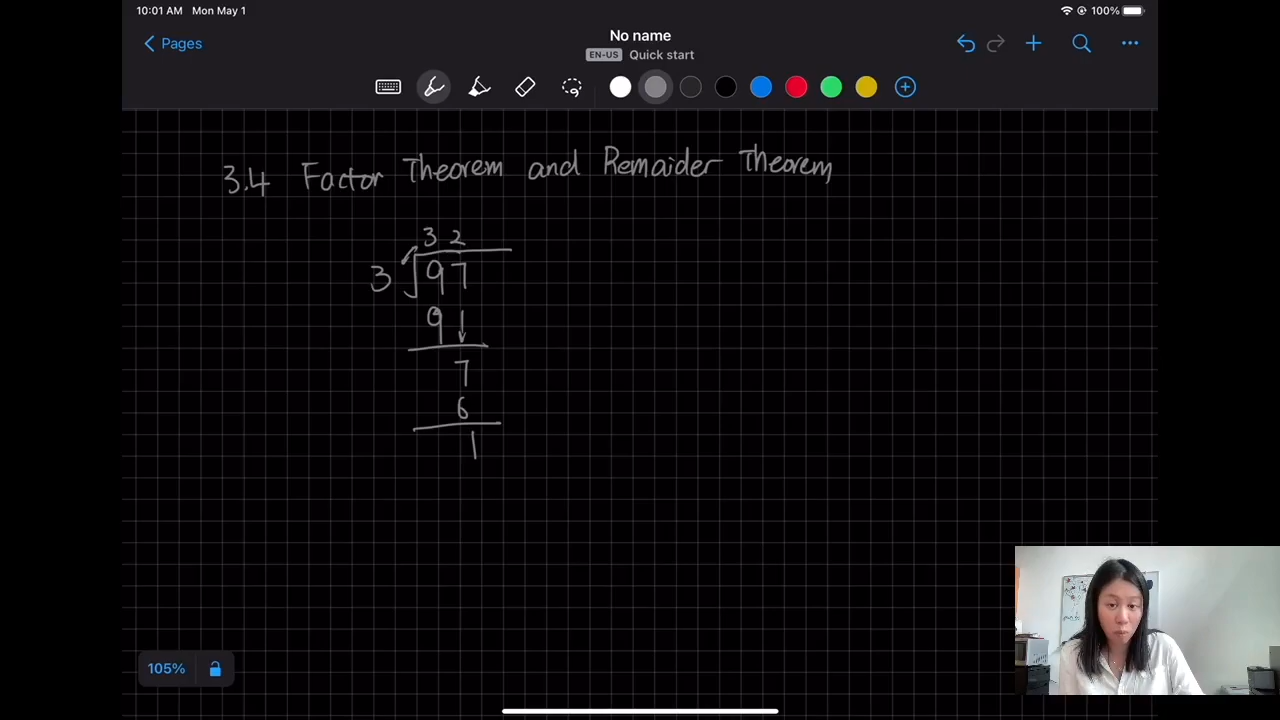 10:01 AM Mon May 1
100%
Pages
No name
EN-US Quick start
3.4 Factor Theorem and Remaider Theorem
3 2
3 97
9
7
6
1
105%